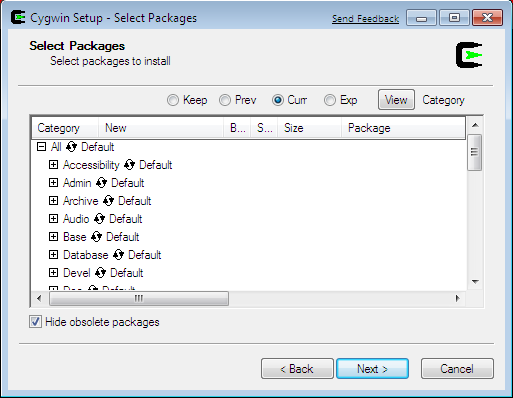 Cygwin Setup - Select Packages Send Feedback
Select Packages
Select packages to install
Keep Prev Curr Exp View Category
Category New B... S... Size Package
All Default
Accessibility Default
Admin Default
Archive Default
Audio Default
Base Default
Database Default
Devel Default
Hide obsolete packages
< Back Next > Cancel